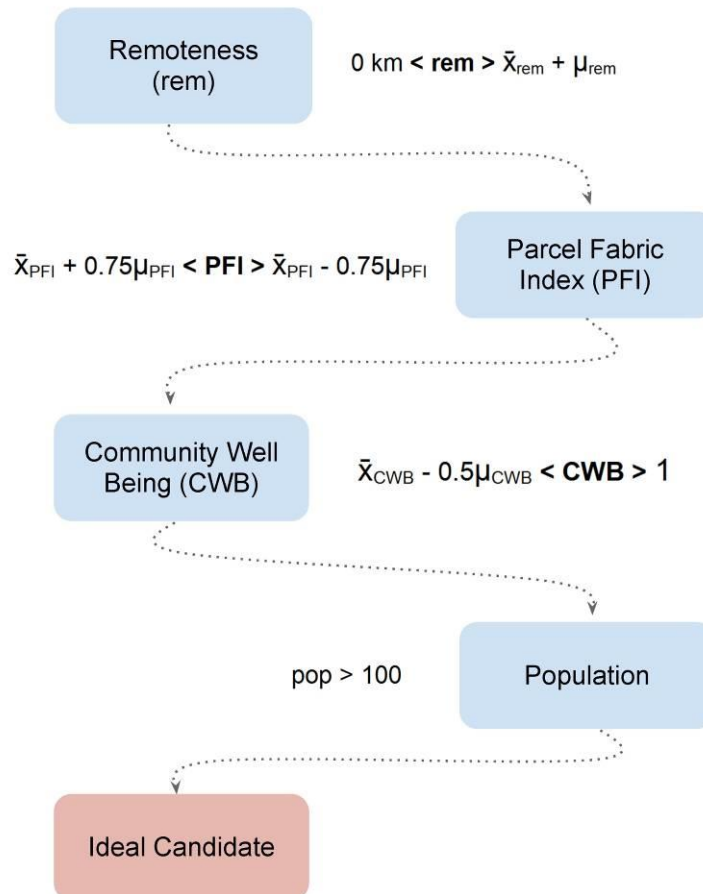 Remoteness
(rem)
0 km < rem > x̄rem + μrem
Parcel Fabric
Index (PFI)
x̄PFI + 0.75μPFI < PFI > x̄PFI - 0.75μPFI
Community Well
Being (CWB)
x̄CWB - 0.5μCWB < CWB > 1
Population
pop > 100
Ideal Candidate